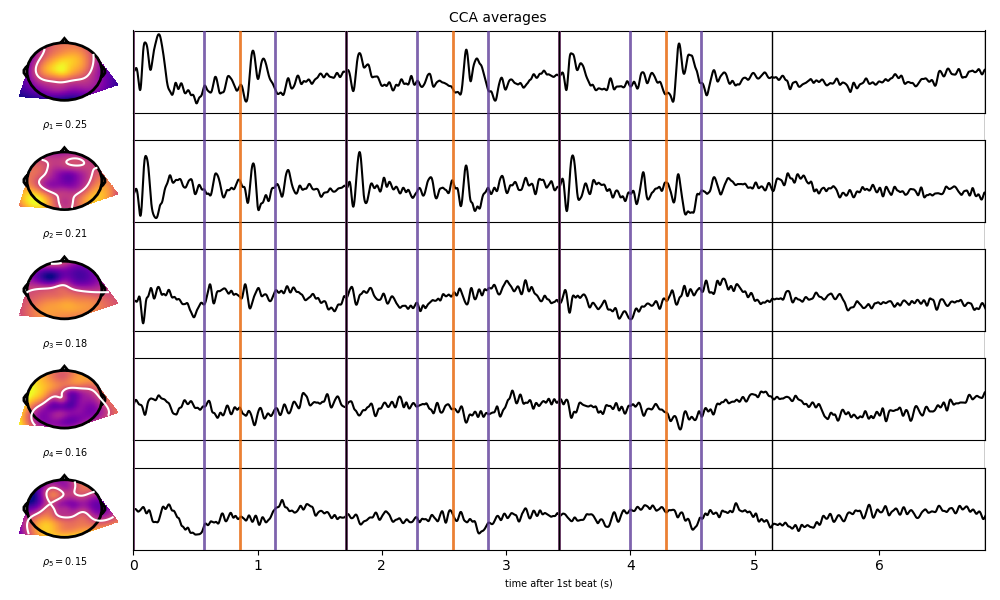 CCA averages
ρ1 = 0.25
ρ2 = 0.21
ρ3 = 0.18
ρ4 = 0.16
ρ5 = 0.15
0 1 2 3 4 5 6
time after 1st beat (s)